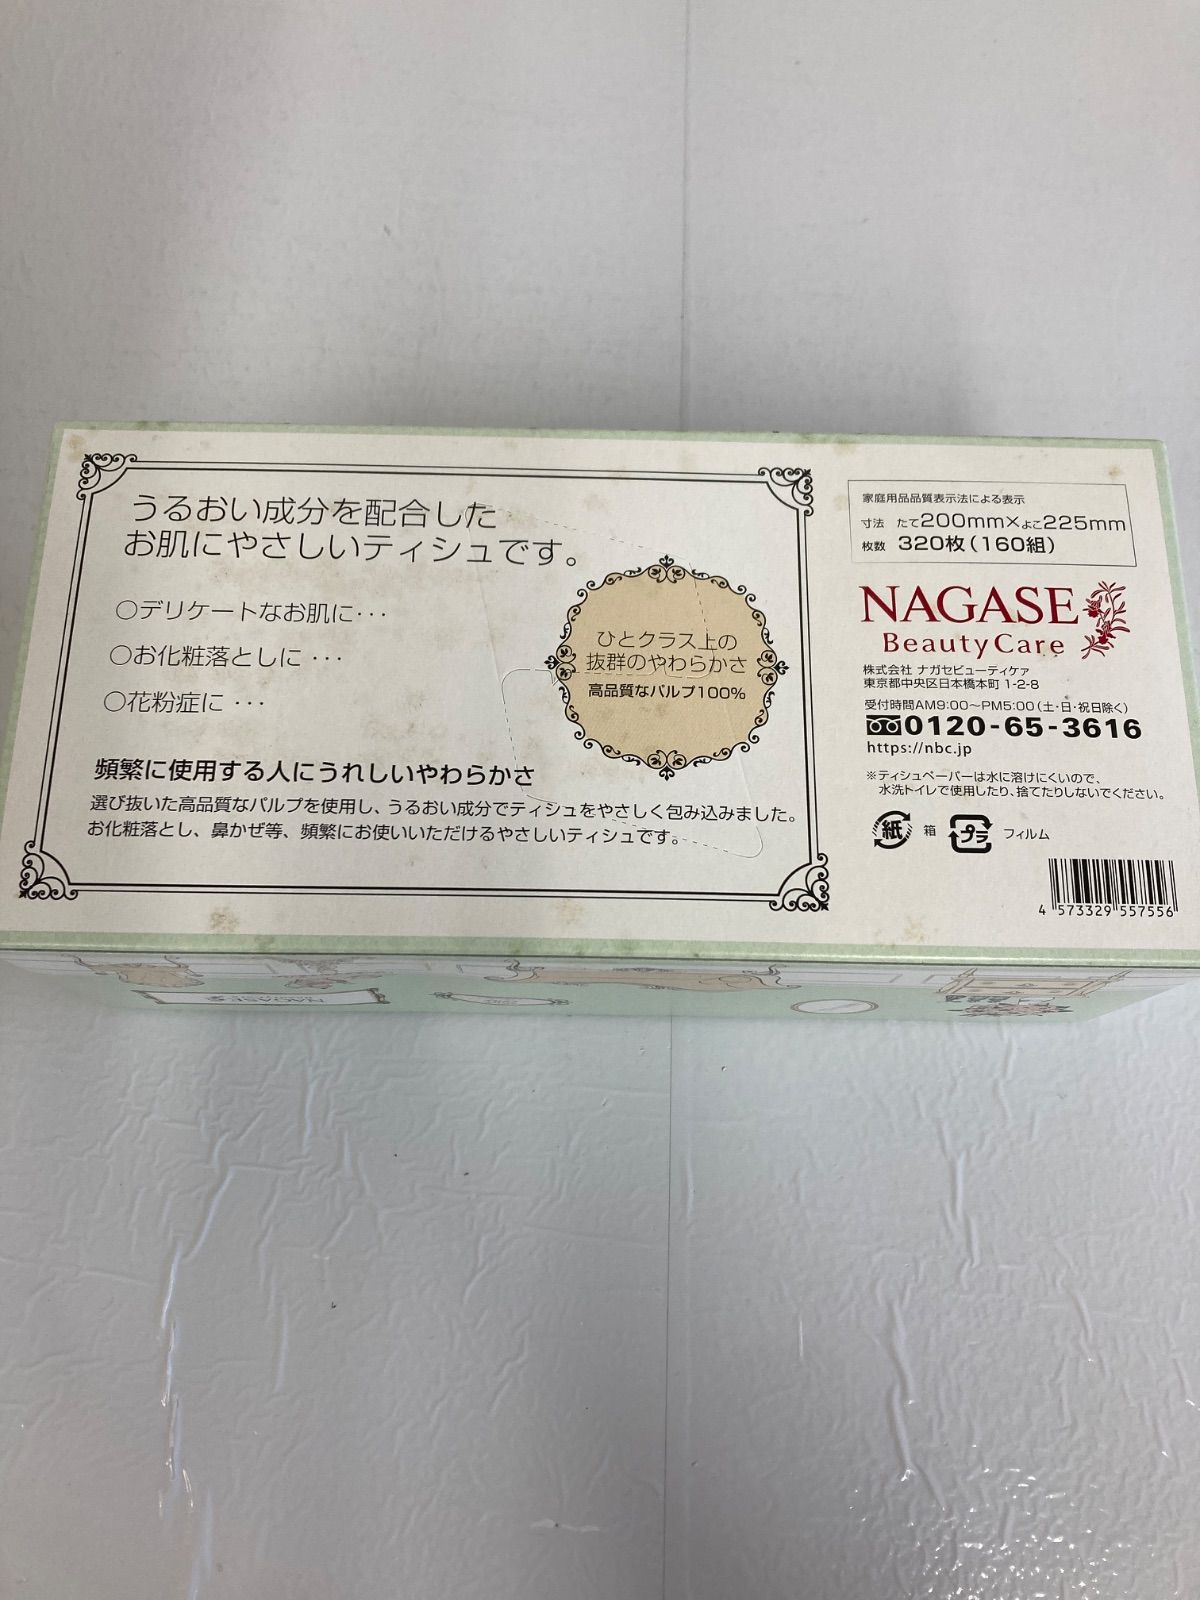 うるおい成分を配合した
お肌にやさしいティシュです。
○デリケートなお肌に･･･
○お化粧落としに ･･･
○花粉症に ･･･
ひとクラス上の
抜群のやわらかさ
高品質なパルプ100%
頻繁に使用する人にうれしいやわらかさ
選び抜いた高品質なパルプを使用し、うるおい成分でティシュをやさしく包み込みました。
お化粧落とし、鼻かぜ等、頻繁にお使いいただけるやさしいティシュです。
家庭用品品質表示法による表示
寸法 たて200mm×よこ225mm
枚数 320枚（160組）
NAGASE
BeautyCare
株式会社 ナガセビューティケァ
東京都中央区日本橋本町 1-2-8
受付時間AM9:00〜PM5:00（土・日・祝日除く）
0120-65-3616
https://nbc.jp
※ティシュペーパーは水に溶けにくいので、
水洗トイレで使用したり、捨てたりしないでください。
紙 箱 プラ フィルム
4 573329 557556
NAGASE